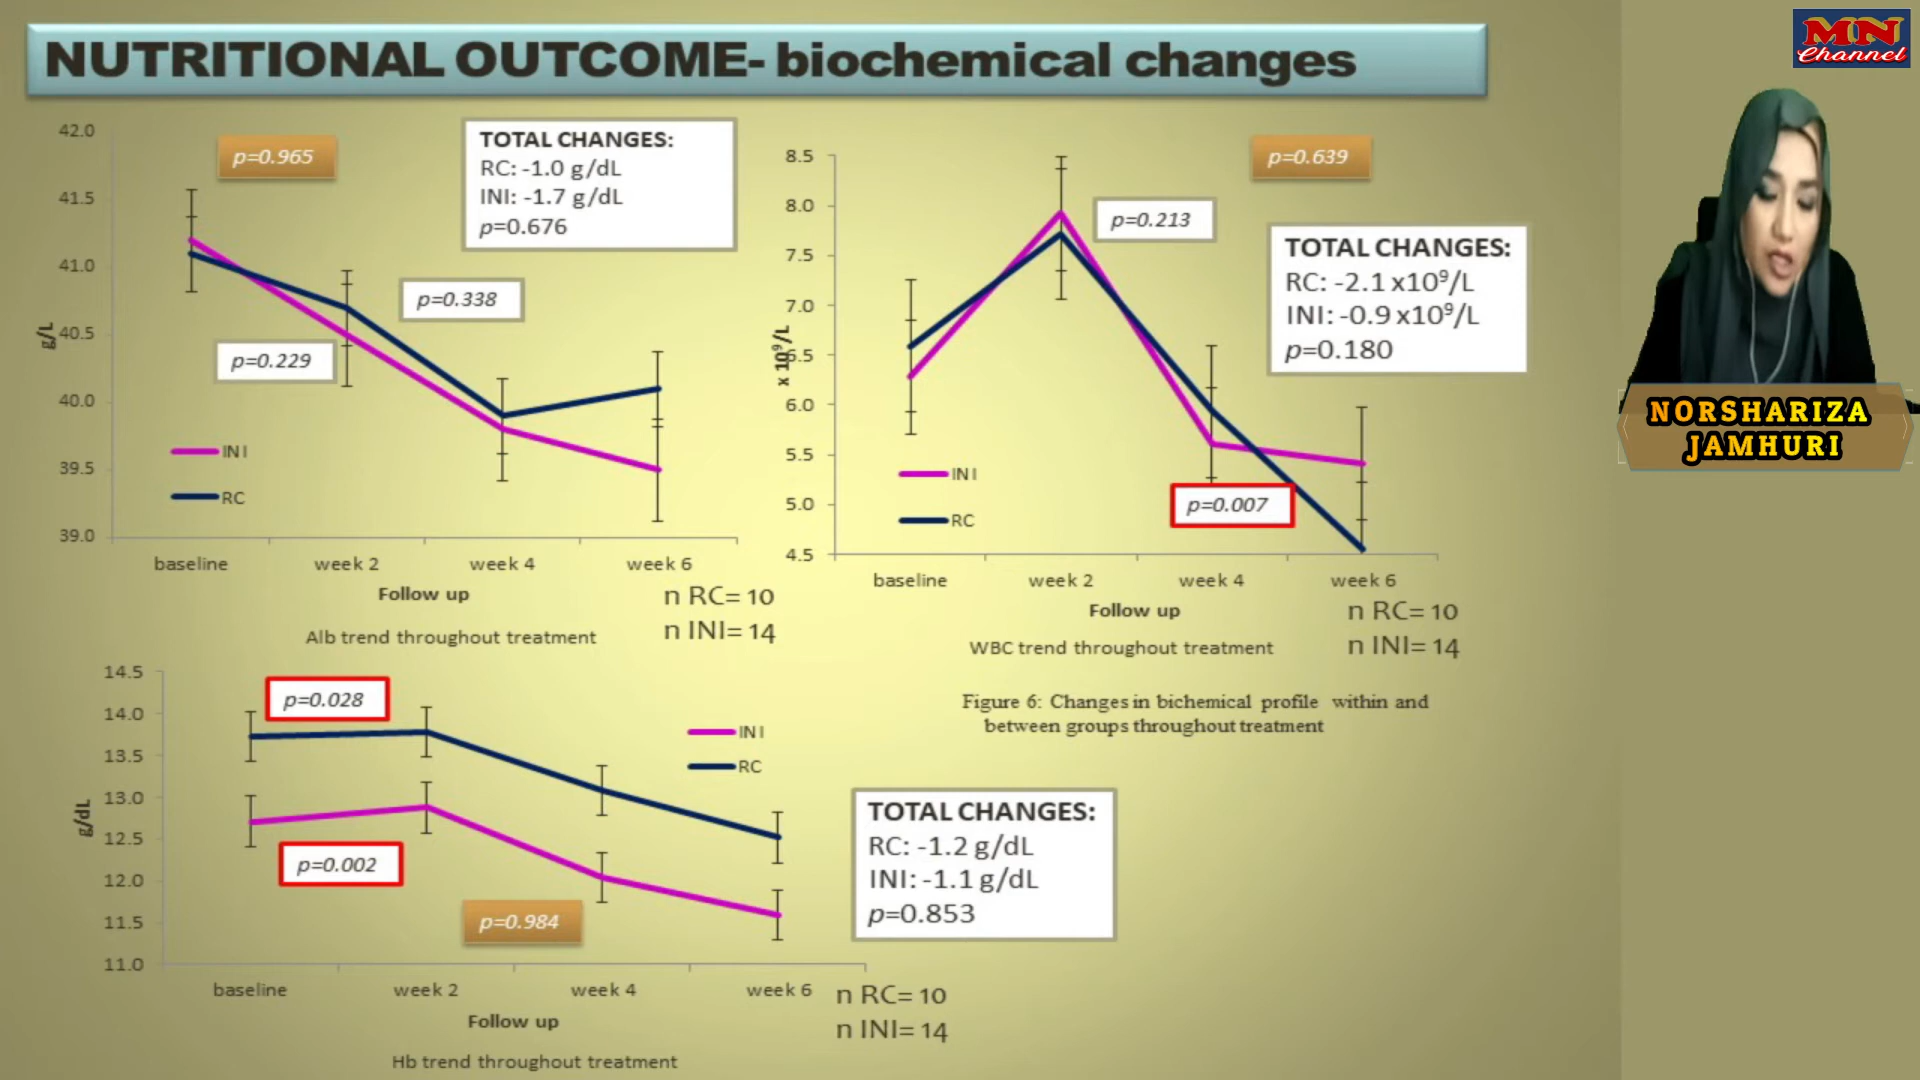 NUTRITIONAL OUTCOME- biochemical changes
MN
Channel
42.0
41.5
41.0
40.5
40.0
39.5
39.0
g/L
p=0.965
TOTAL CHANGES:
RC: -1.0 g/dL
INI: -1.7 g/dL
p=0.676
p=0.338
p=0.229
INI
RC
baseline week 2 week 4 week 6
Follow up
n RC= 10
n INI= 14
Alb trend throughout treatment
8.5
8.0
7.5
7.0
6.5
6.0
5.5
5.0
4.5
x 10⁹/L
p=0.639
p=0.213
TOTAL CHANGES:
RC: -2.1 x10⁹/L
INI: -0.9 x10⁹/L
p=0.180
INI
RC
p=0.007
baseline week 2 week 4 week 6
Follow up
n RC= 10
n INI= 14
WBC trend throughout treatment
Figure 6: Changes in bichemical profile within and
between groups throughout treatment
14.5
14.0
13.5
13.0
12.5
12.0
11.5
11.0
g/dL
p=0.028
INI
RC
p=0.002
p=0.984
TOTAL CHANGES:
RC: -1.2 g/dL
INI: -1.1 g/dL
p=0.853
baseline week 2 week 4 week 6
Follow up
n RC= 10
n INI= 14
Hb trend throughout treatment
NORSHARIZA
JAMHURI